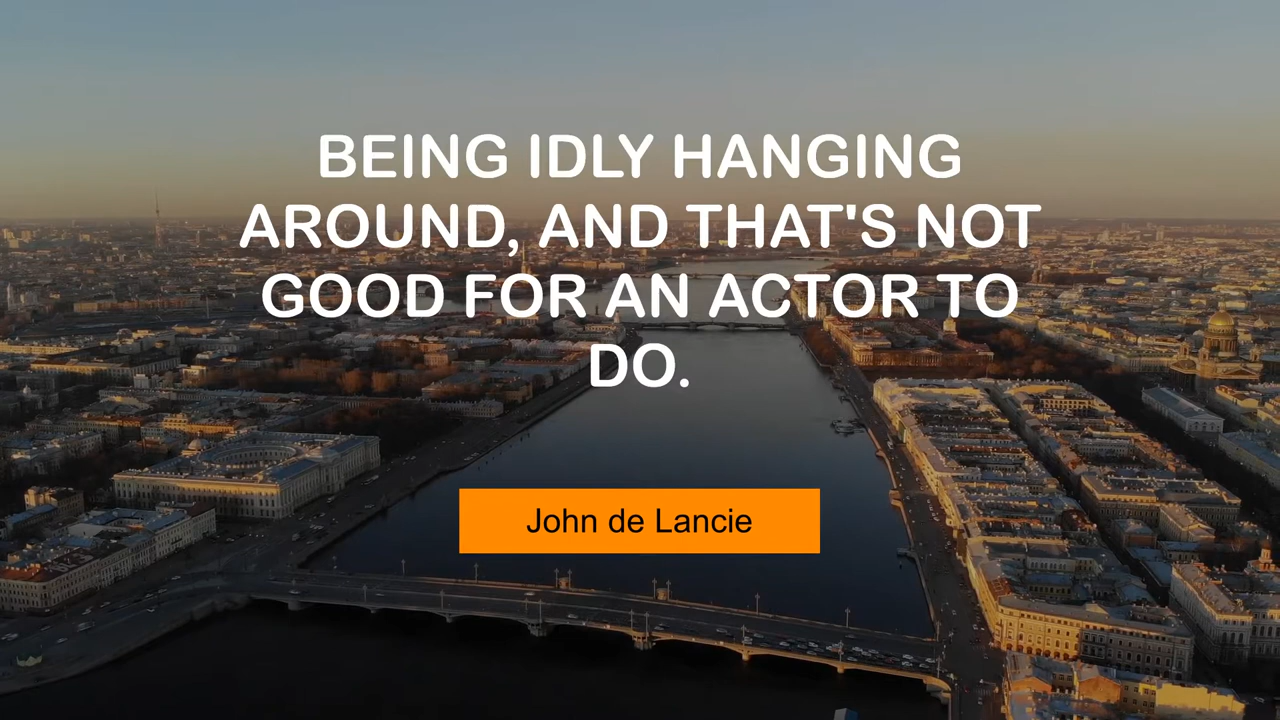 BEING IDLY HANGING
AROUND, AND THAT'S NOT
GOOD FOR AN ACTOR TO
DO.
John de Lancie